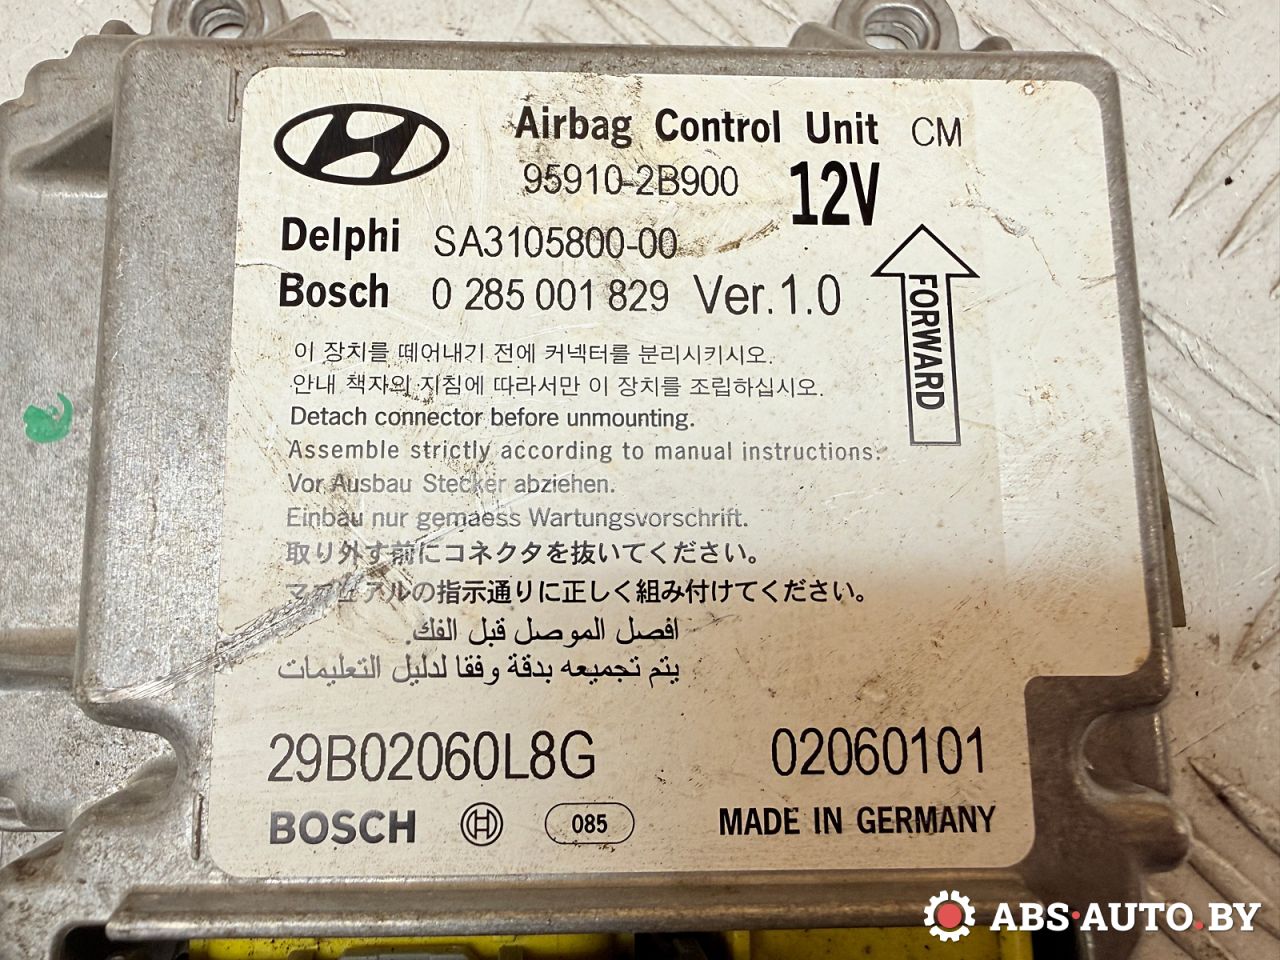 Airbag Control Unit CM
95910-2B900 12V
Delphi SA3105800-00
Bosch 0 285 001 829 Ver.1.0
FORWARD
이 장치를 떼어내기 전에 커넥터를 분리시키시오.
안내 책자의 지침에 따라서만 이 장치를 조립하십시오.
Detach connector before unmounting.
Assemble strictly according to manual instructions.
Vor Ausbau Stecker abziehen.
Einbau nur gemaess Wartungsvorschrift.
取り外す前にコネクタを抜いてください。
マニュアルの指示通りに正しく組み付けてください。
افصل الموصل قبل الفك.
يتم تجميعه بدقة وفقا لدليل التعليمات
29B02060L8G 02060101
BOSCH 085 MADE IN GERMANY
ABS-AUTO.BY